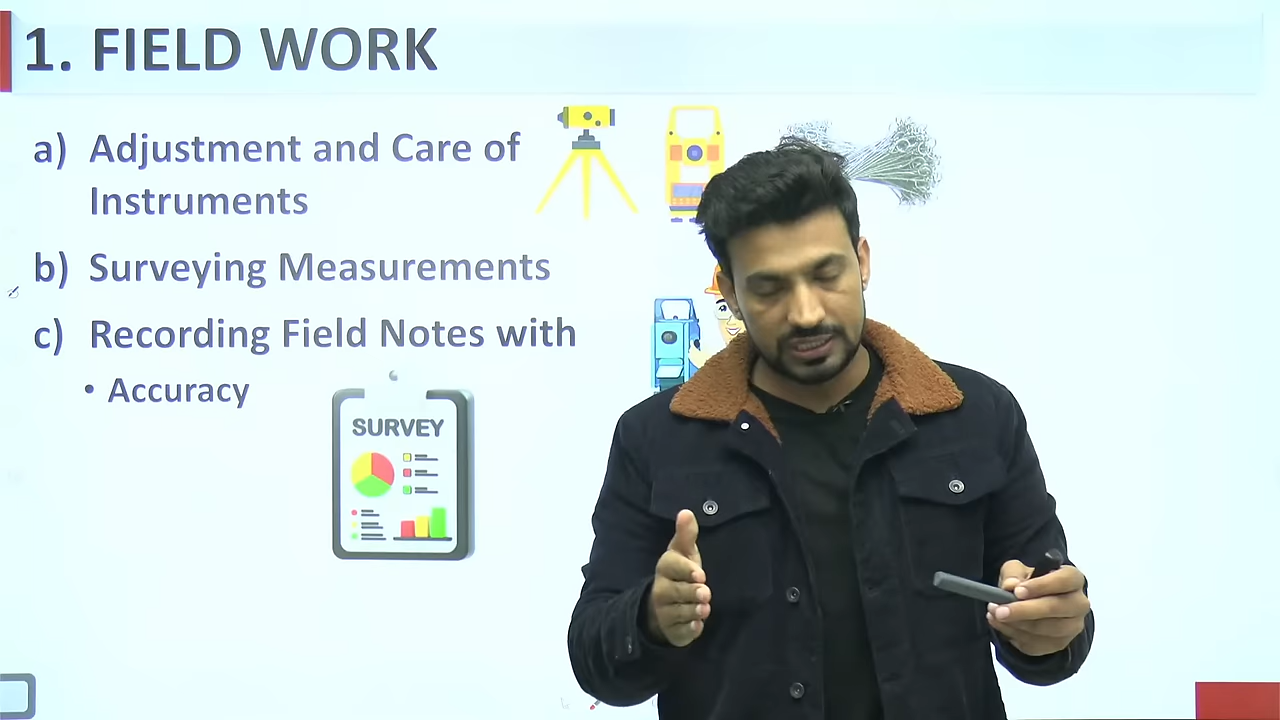 1. FIELD WORK
a) Adjustment and Care of
Instruments
b) Surveying Measurements
c) Recording Field Notes with
• Accuracy
SURVEY